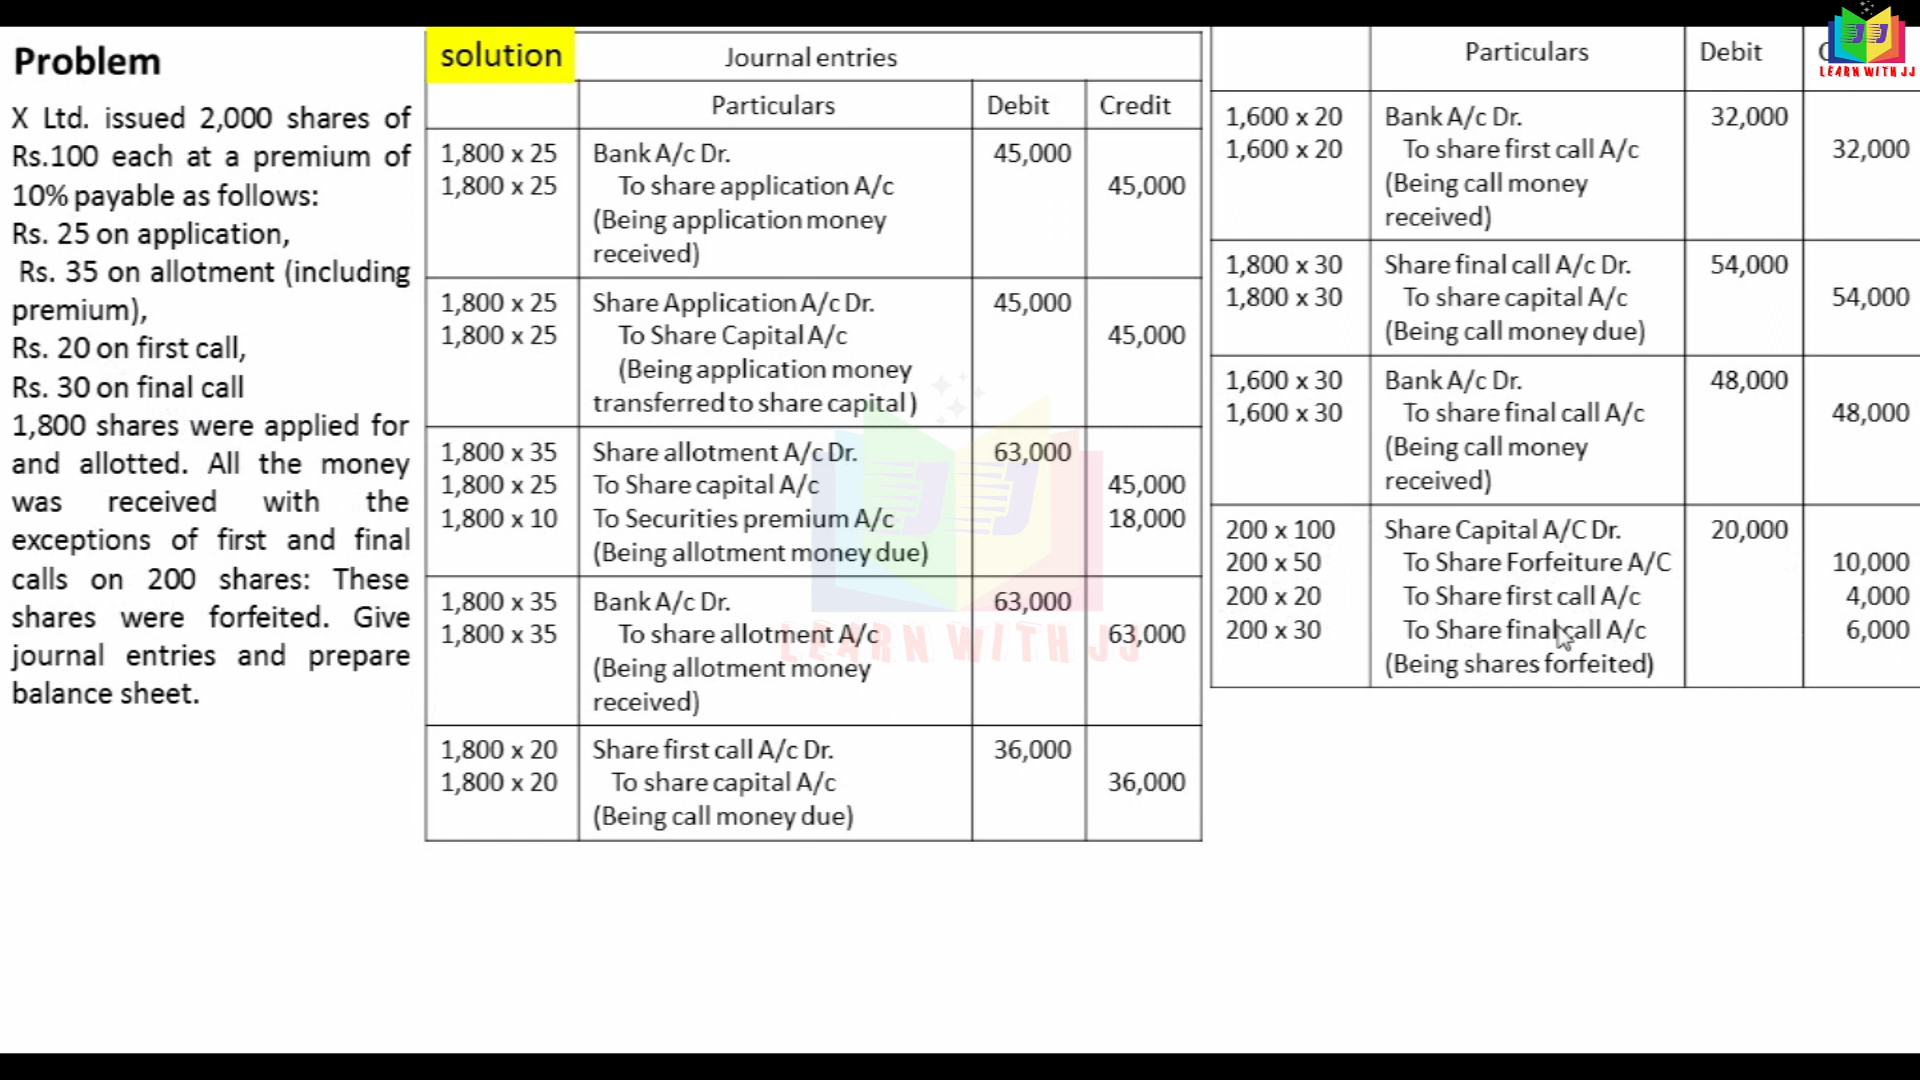 Problem
X Ltd. issued 2,000 shares of
Rs.100 each at a premium of
10% payable as follows:
Rs. 25 on application,
Rs. 35 on allotment (including
premium),
Rs. 20 on first call,
Rs. 30 on final call
1,800 shares were applied for
and allotted. All the money
was received with the
exceptions of first and final
calls on 200 shares: These
shares were forfeited. Give
journal entries and prepare
balance sheet.
solution
Journal entries
Particulars Debit Credit
1,800 x 25 Bank A/c Dr. 45,000
1,800 x 25 To share application A/c 45,000
(Being application money
received)
1,800 x 25 Share Application A/c Dr. 45,000
1,800 x 25 To Share Capital A/c 45,000
(Being application money
transferred to share capital)
1,800 x 35 Share allotment A/c Dr. 63,000
1,800 x 25 To Share capital A/c 45,000
1,800 x 10 To Securities premium A/c 18,000
(Being allotment money due)
1,800 x 35 Bank A/c Dr. 63,000
1,800 x 35 To share allotment A/c 63,000
(Being allotment money
received)
1,800 x 20 Share first call A/c Dr. 36,000
1,800 x 20 To share capital A/c 36,000
(Being call money due)
Particulars Debit
1,600 x 20 Bank A/c Dr. 32,000
1,600 x 20 To share first call A/c 32,000
(Being call money
received)
1,800 x 30 Share final call A/c Dr. 54,000
1,800 x 30 To share capital A/c 54,000
(Being call money due)
1,600 x 30 Bank A/c Dr. 48,000
1,600 x 30 To share final call A/c 48,000
(Being call money
received)
200 x 100 Share Capital A/C Dr. 20,000
200 x 50 To Share Forfeiture A/C 10,000
200 x 20 To Share first call A/c 4,000
200 x 30 To Share final call A/c 6,000
(Being shares forfeited)
JJ
LEARN WITH JJ
JJ
LEARN WITH JJ